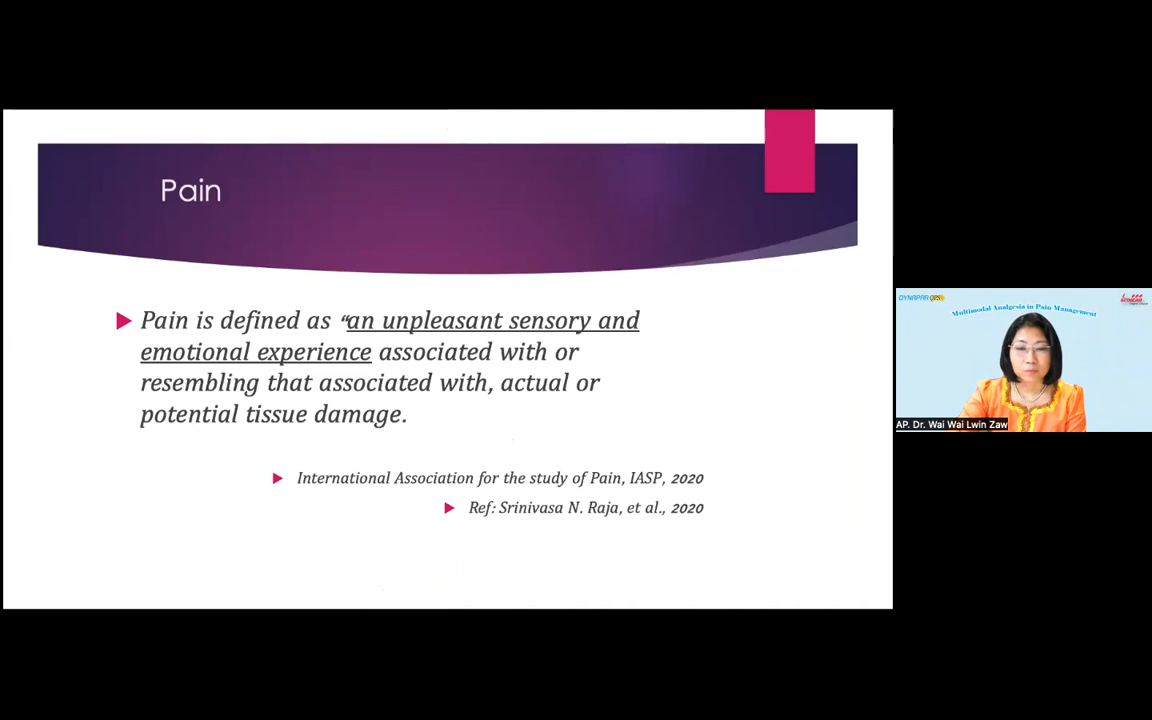 Pain
Pain is defined as “an unpleasant sensory and
emotional experience associated with or
resembling that associated with, actual or
potential tissue damage.
International Association for the study of Pain, IASP, 2020
Ref: Srinivasa N. Raja, et al., 2020
DYNAPAR QPS
Multimodal Analgesia in Pain Management
AP. Dr. Wai Wai Lwin Zaw